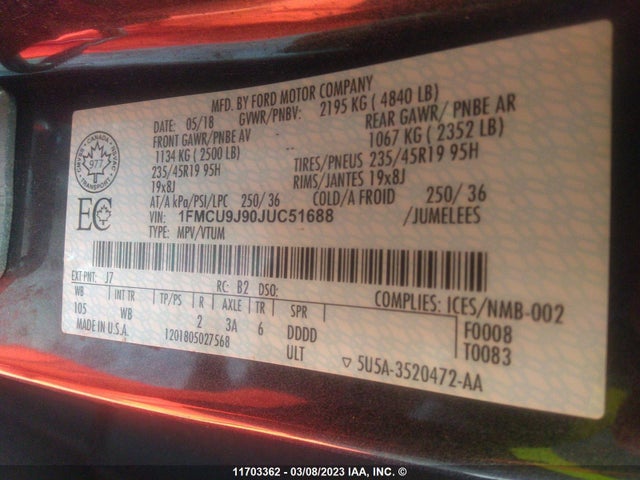 MFD. BY FORD MOTOR COMPANY
DATE: 05/18 GVWR/PNBV: 2195 KG ( 4840 LB)
FRONT GAWR/PNBE AV REAR GAWR/ PNBE AR
1134 KG ( 2500 LB) 1067 KG ( 2352 LB)
235/45R19 95H TIRES/PNEUS 235/45R19 95H
19x8J RIMS/JANTES 19x8J
AT/A kPa/PSI/LPC 250/ 36 COLD/A FROID 250/ 36
VIN: 1FMCU9J90JUC51688 /JUMELEES
TYPE: MPV/VTUM
CANADA
977
TRANSPORT
EC
EXT PNT: J7 RC: B2 DSO: COMPLIES: ICES/NMB-002
WB INT TR TP/PS R AXLE TR SPR F0008
105 WB 2 3A 6 DDDD T0083
MADE IN U.S.A. 1201805027568 ULT ▽ 5U5A-3520472-AA
11703362 - 03/08/2023 IAA, INC. ©